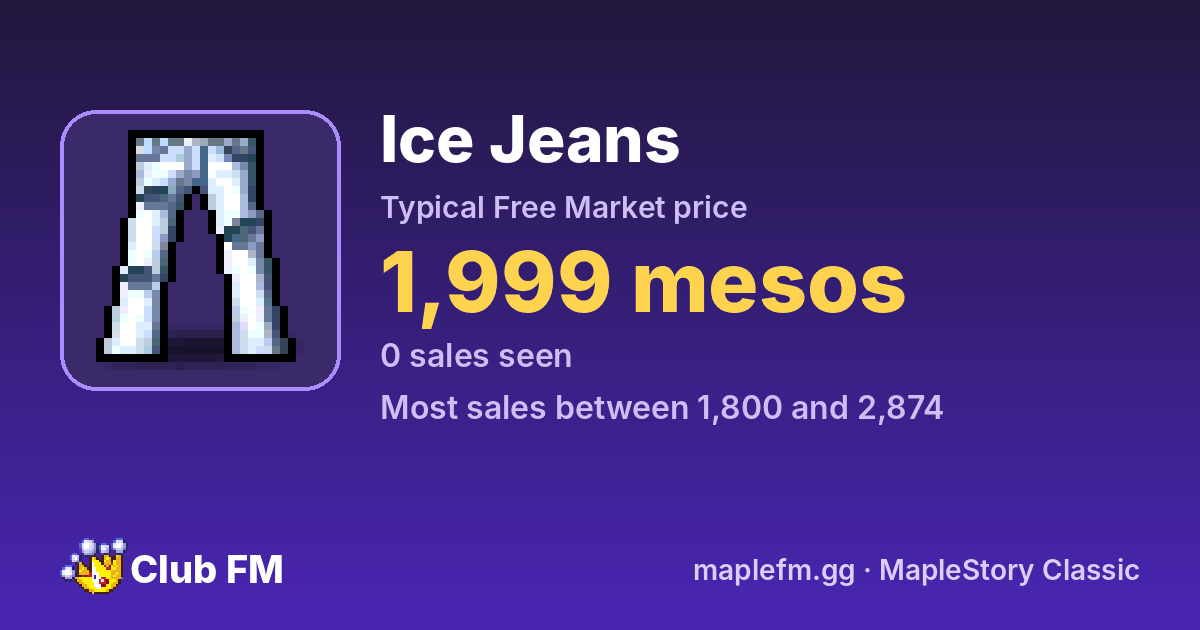 Ice Jeans
Typical Free Market price
1,999 mesos
0 sales seen
Most sales between 1,800 and 2,874
Club FM
maplefm.gg · MapleStory Classic